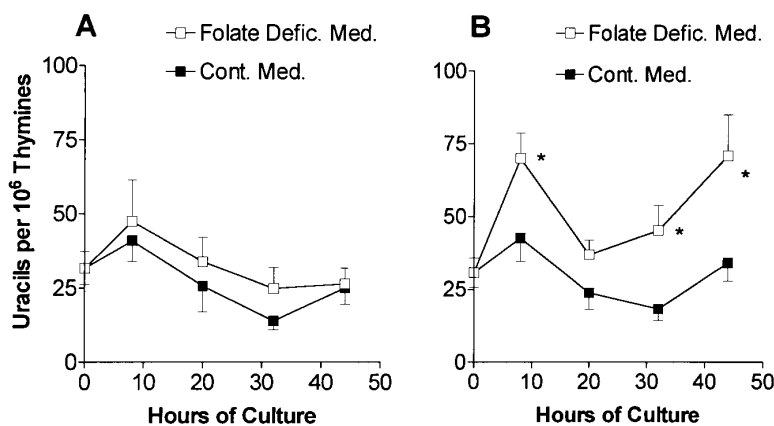 A
Folate Defic. Med.
Cont. Med.
Uracils per 10⁶ Thymines
100
75
50
25
0
0 10 20 30 40 50
Hours of Culture
B
Folate Defic. Med.
Cont. Med.
100
75
50
25
0
* * *
0 10 20 30 40 50
Hours of Culture